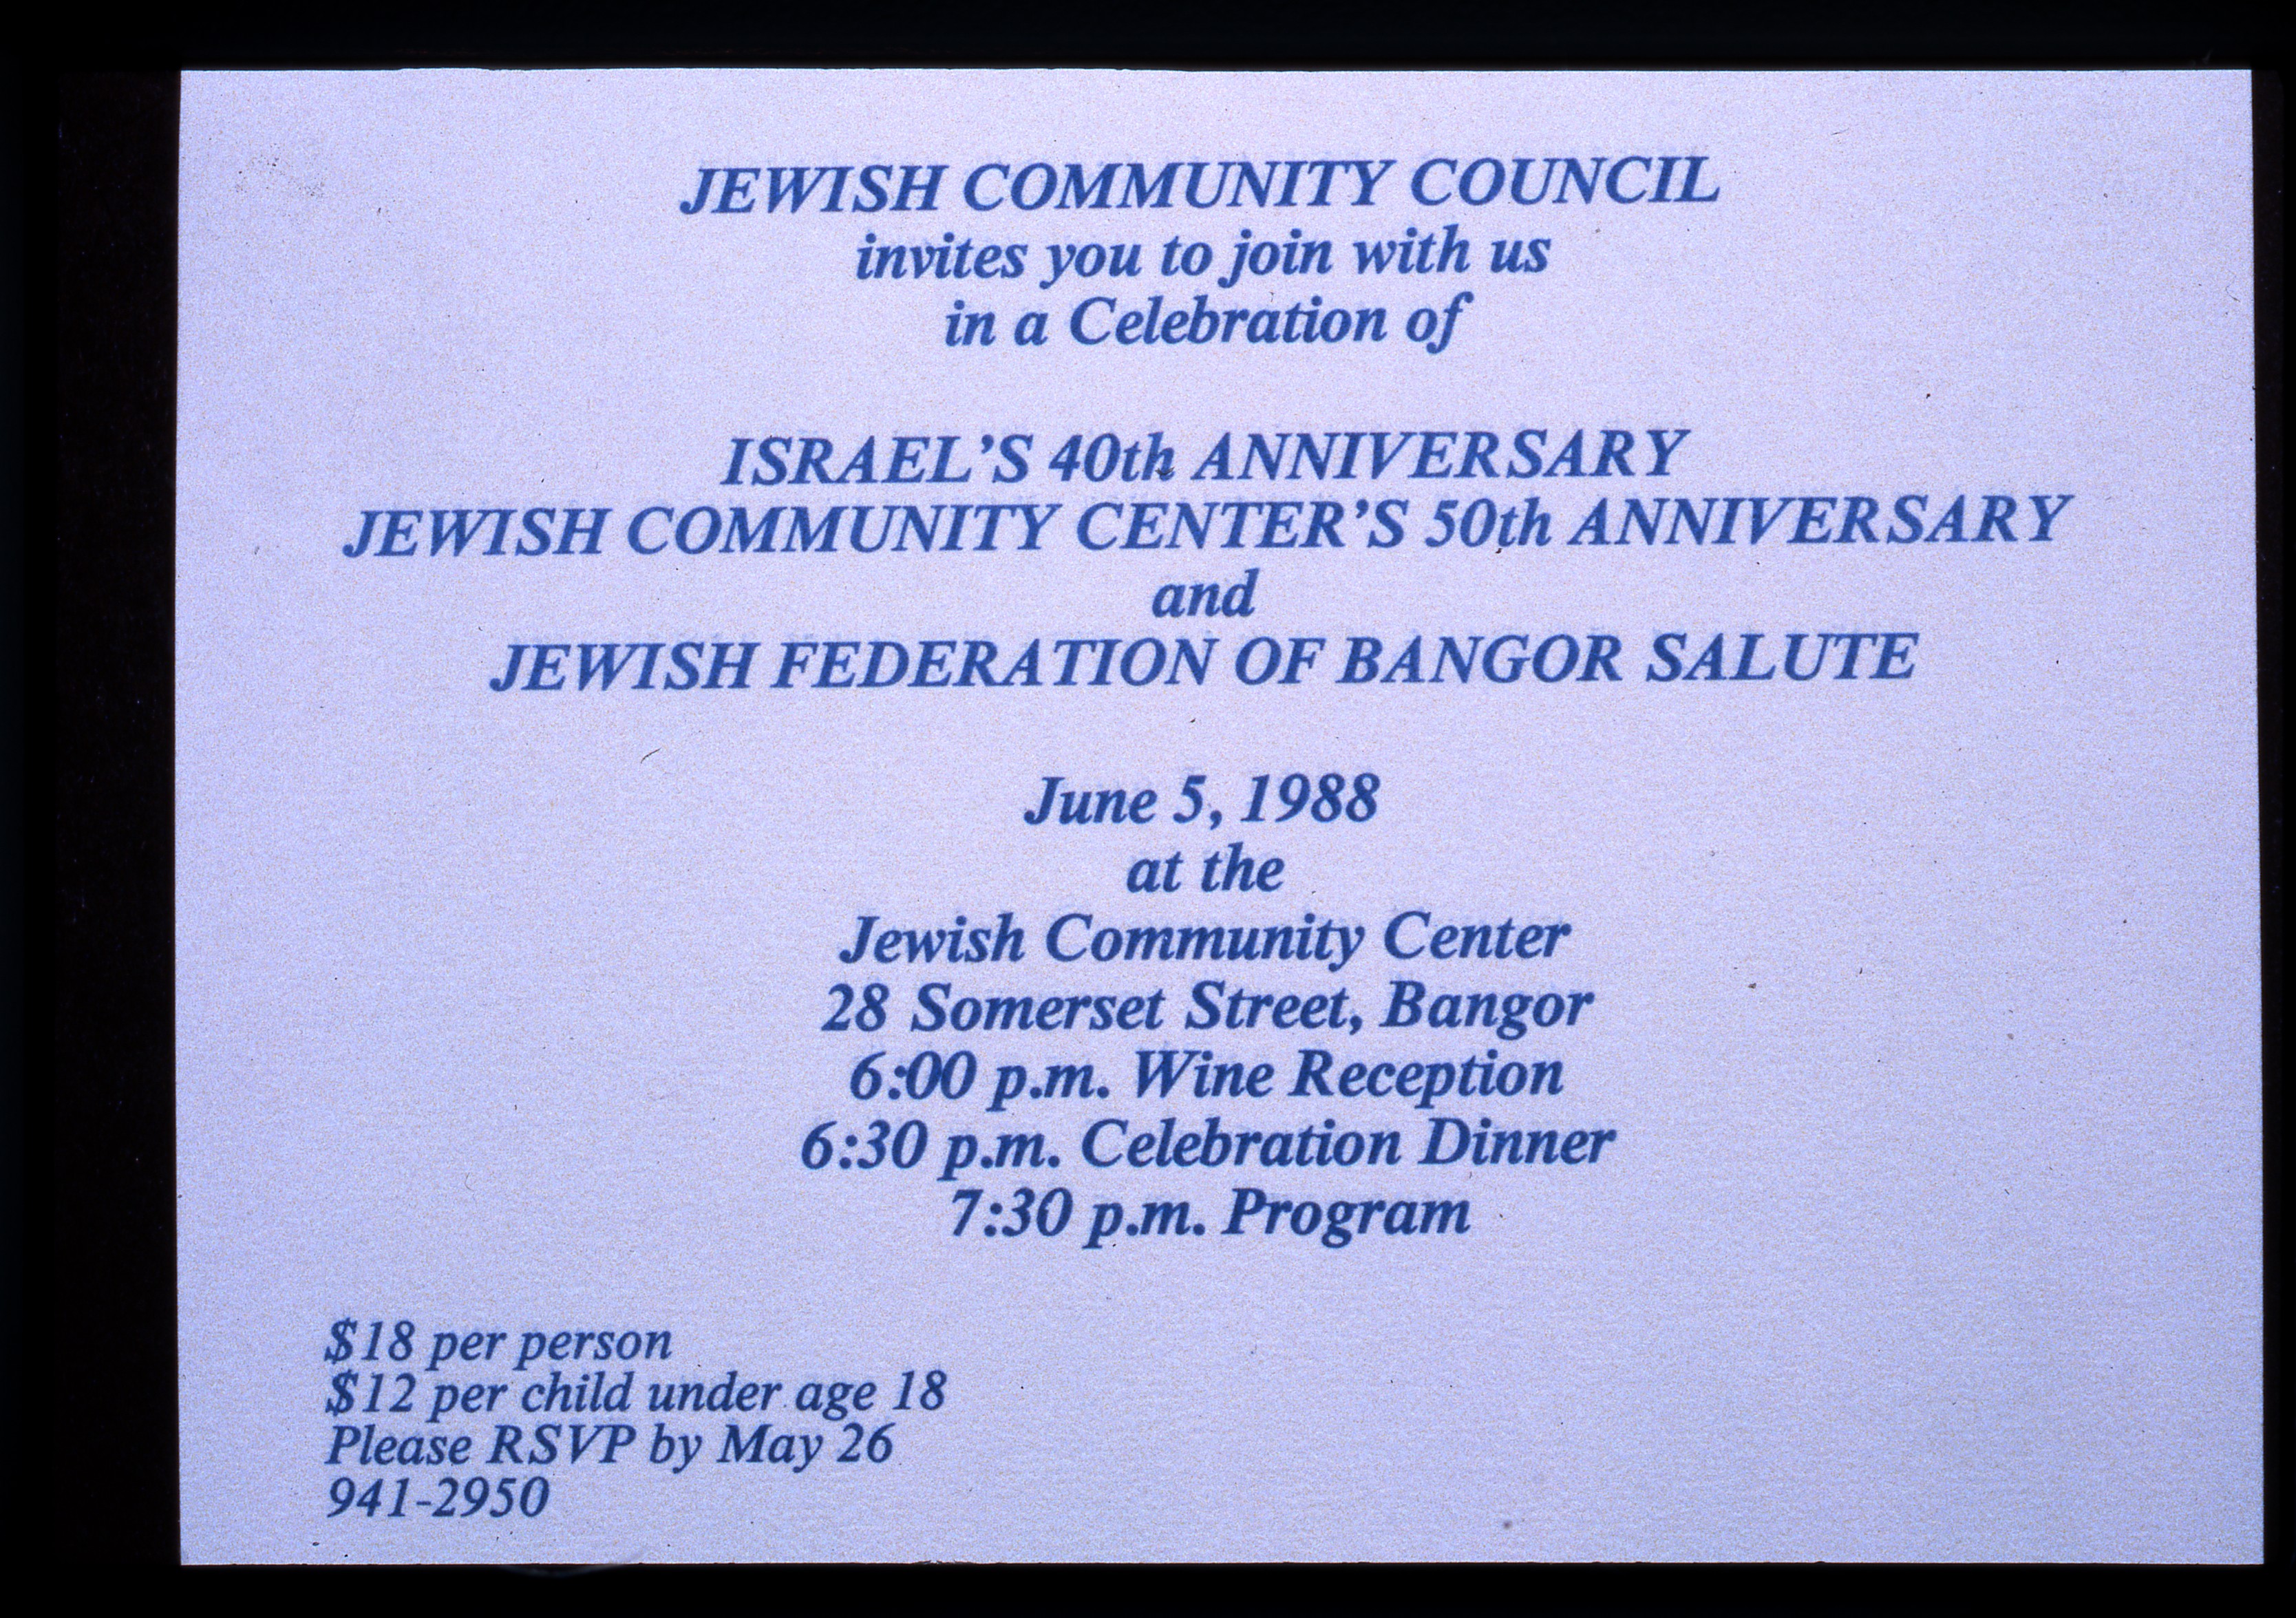 JEWISH COMMUNITY COUNCIL
invites you to join with us
in a Celebration of
ISRAEL'S 40th ANNIVERSARY
JEWISH COMMUNITY CENTER'S 50th ANNIVERSARY
and
JEWISH FEDERATION OF BANGOR SALUTE
June 5, 1988
at the
Jewish Community Center
28 Somerset Street, Bangor
6:00 p.m. Wine Reception
6:30 p.m. Celebration Dinner
7:30 p.m. Program
$18 per person
$12 per child under age 18
Please RSVP by May 26
941-2950